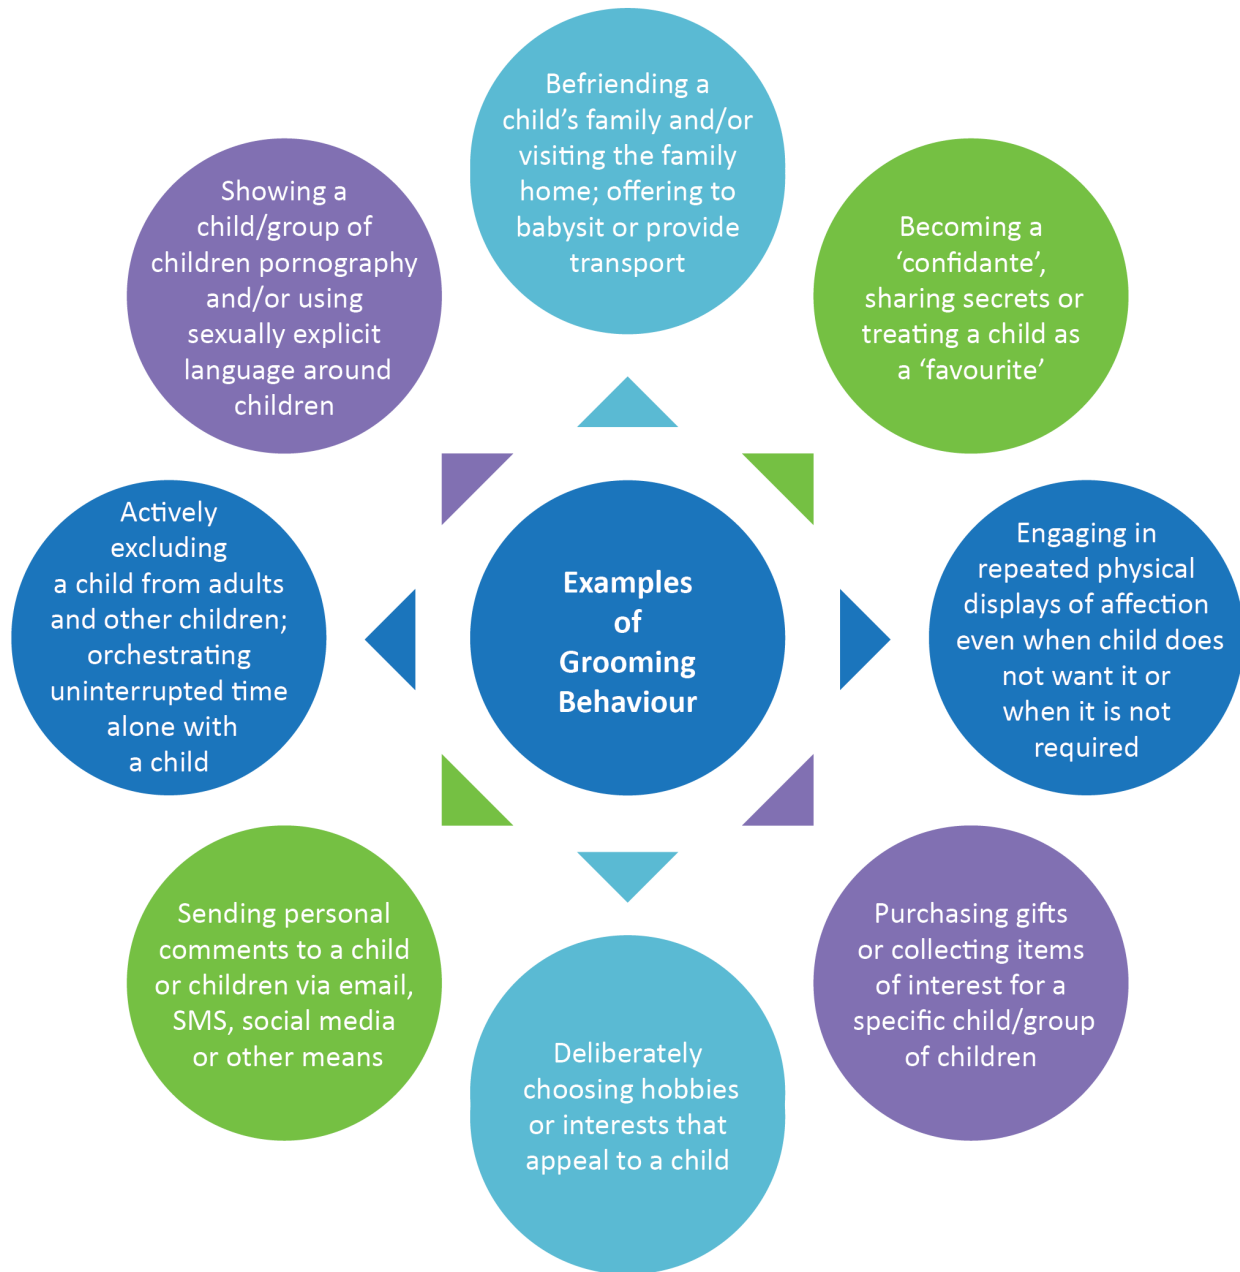 Befriending a
child’s family and/or
visiting the family
home; offering to
babysit or provide
transport
Becoming a
‘confidante’,
sharing secrets or
treating a child as
a ‘favourite’
Engaging in
repeated physical
displays of affection
even when child does
not want it or
when it is not
required
Purchasing gifts
or collecting items
of interest for a
specific child/group
of children
Deliberately
choosing hobbies
or interests that
appeal to a child
Sending personal
comments to a child
or children via email,
SMS, social media
or other means
Actively
excluding
a child from adults
and other children;
orchestrating
uninterrupted time
alone with
a child
Showing a
child/group of
children pornography
and/or using
sexually explicit
language around
children
Examples
of
Grooming
Behaviour